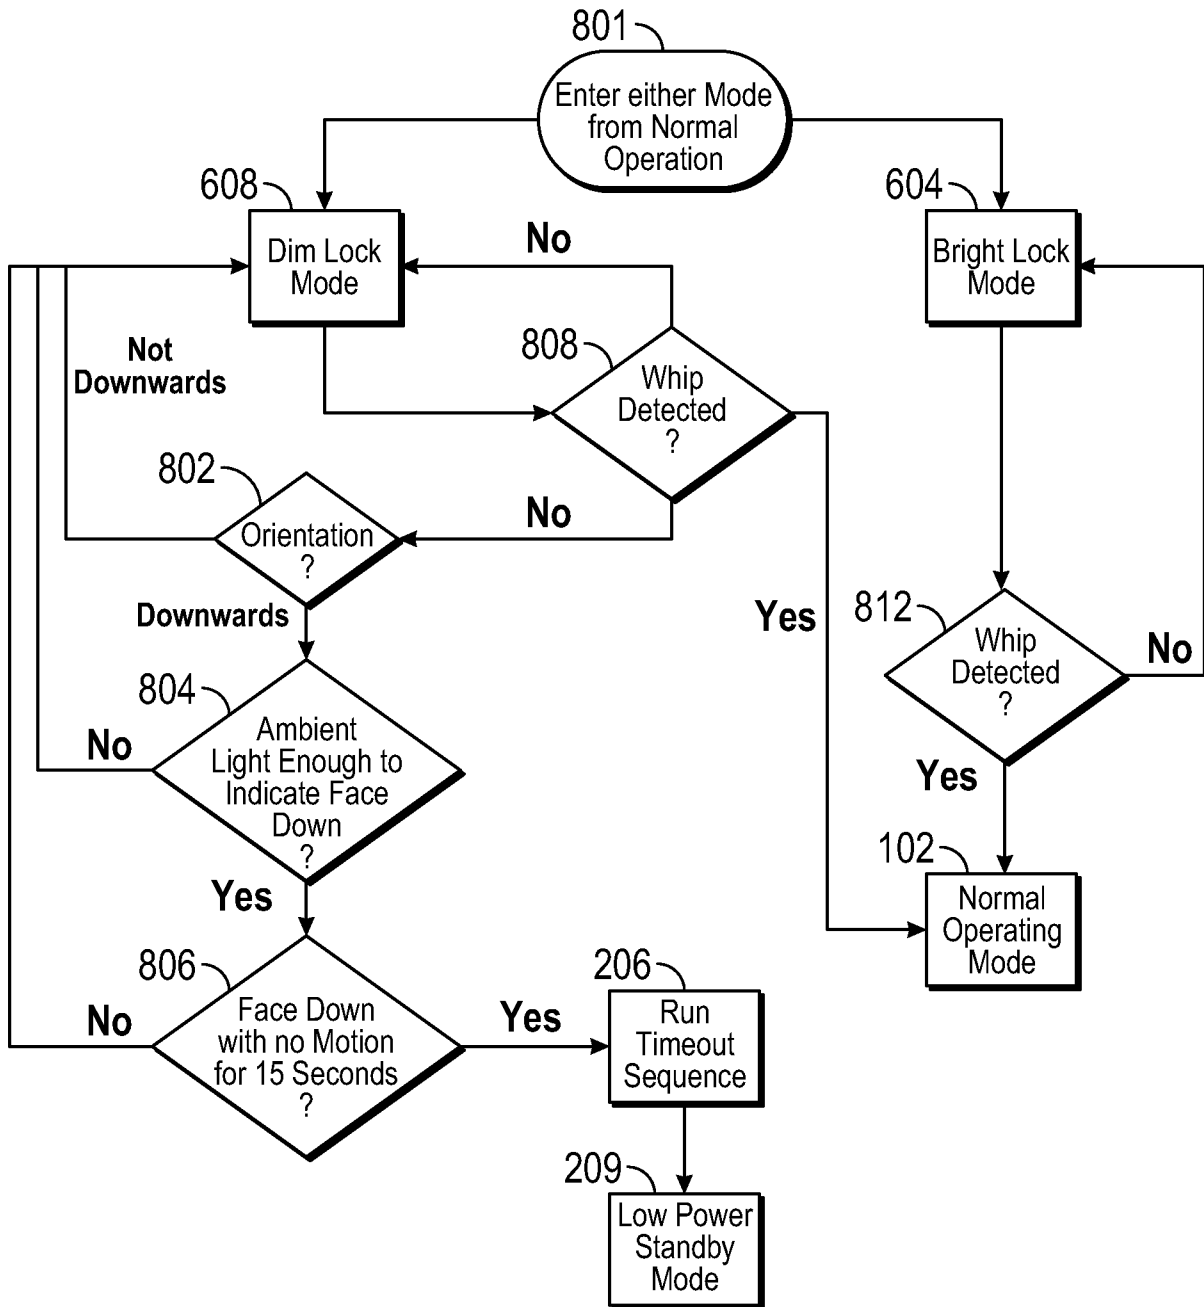 801
Enter either Mode
from Normal
Operation
608
Dim Lock
Mode
No
604
Bright Lock
Mode
Not
Downwards
808
Whip
Detected
?
802
Orientation
?
No
Downwards
Yes
812
Whip
Detected
?
No
804
Ambient
Light Enough to
Indicate Face
Down
?
No
Yes
Yes
102
Normal
Operating
Mode
806
Face Down
with no Motion
for 15 Seconds
?
No
Yes
206
Run
Timeout
Sequence
209
Low Power
Standby
Mode